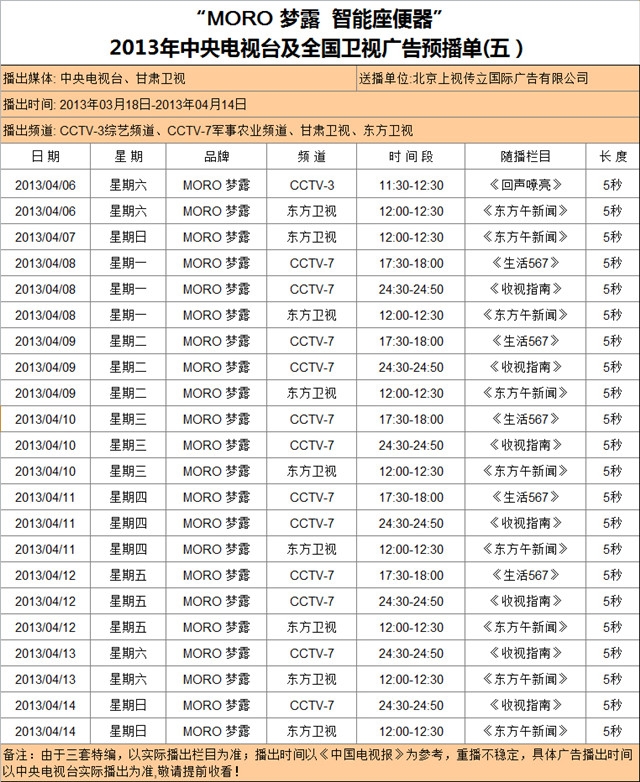 “MORO 梦露 智能座便器”
2013年中央电视台及全国卫视广告预播单(五）
播出媒体: 中央电视台、甘肃卫视 送播单位:北京上视传立国际广告有限公司
播出时间: 2013年03月18日-2013年04月14日
播出频道: CCTV-3综艺频道、CCTV-7军事农业频道、甘肃卫视、东方卫视
日 期 星 期 品牌 频 道 时 间 段 随播栏目 长 度
2013/04/06 星期六 MORO 梦露 CCTV-3 11:30-12:30 《回声嘹亮》 5秒
2013/04/06 星期六 MORO 梦露 东方卫视 12:00-12:30 《东方午新闻》 5秒
2013/04/07 星期日 MORO 梦露 东方卫视 12:00-12:30 《东方午新闻》 5秒
2013/04/08 星期一 MORO 梦露 CCTV-7 17:30-18:00 《生活567》 5秒
2013/04/08 星期一 MORO 梦露 CCTV-7 24:30-24:50 《收视指南》 5秒
2013/04/08 星期一 MORO 梦露 东方卫视 12:00-12:30 《东方午新闻》 5秒
2013/04/09 星期二 MORO 梦露 CCTV-7 17:30-18:00 《生活567》 5秒
2013/04/09 星期二 MORO 梦露 CCTV-7 24:30-24:50 《收视指南》 5秒
2013/04/09 星期二 MORO 梦露 东方卫视 12:00-12:30 《东方午新闻》 5秒
2013/04/10 星期三 MORO 梦露 CCTV-7 17:30-18:00 《生活567》 5秒
2013/04/10 星期三 MORO 梦露 CCTV-7 24:30-24:50 《收视指南》 5秒
2013/04/10 星期三 MORO 梦露 东方卫视 12:00-12:30 《东方午新闻》 5秒
2013/04/11 星期四 MORO 梦露 CCTV-7 17:30-18:00 《生活567》 5秒
2013/04/11 星期四 MORO 梦露 CCTV-7 24:30-24:50 《收视指南》 5秒
2013/04/11 星期四 MORO 梦露 东方卫视 12:00-12:30 《东方午新闻》 5秒
2013/04/12 星期五 MORO 梦露 CCTV-7 17:30-18:00 《生活567》 5秒
2013/04/12 星期五 MORO 梦露 CCTV-7 24:30-24:50 《收视指南》 5秒
2013/04/12 星期五 MORO 梦露 东方卫视 12:00-12:30 《东方午新闻》 5秒
2013/04/13 星期六 MORO 梦露 CCTV-7 24:30-24:50 《收视指南》 5秒
2013/04/13 星期六 MORO 梦露 东方卫视 12:00-12:30 《东方午新闻》 5秒
2013/04/14 星期日 MORO 梦露 CCTV-7 24:30-24:50 《收视指南》 5秒
2013/04/14 星期日 MORO 梦露 东方卫视 12:00-12:30 《东方午新闻》 5秒
备注：由于三套特编，以实际播出栏目为准；播出时间以《中国电视报》为参考，重播不稳定，具体广告播出时间
以中央电视台实际播出为准,敬请提前收看！